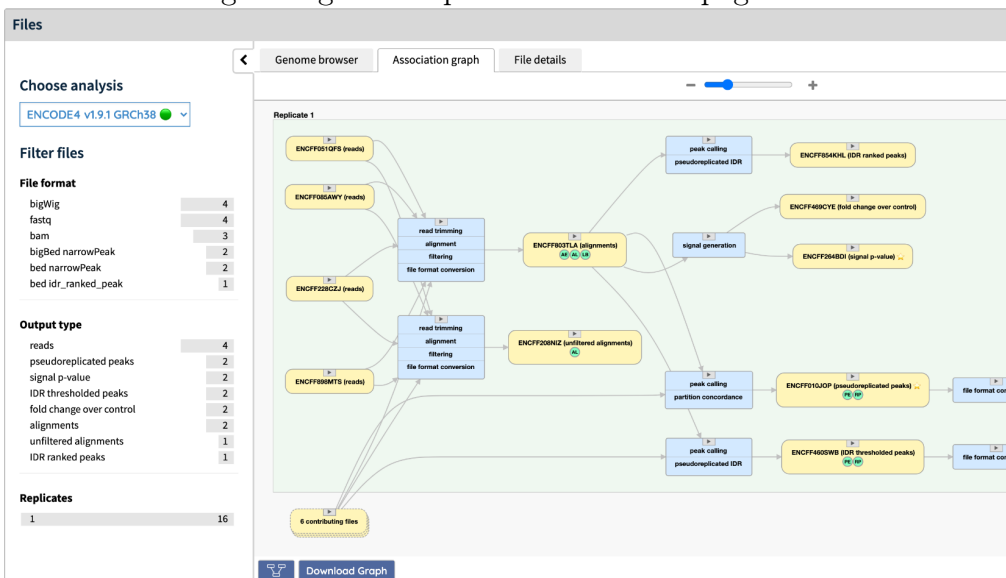 Files
Genome browser
Association graph
File details
Choose analysis
ENCODE4 v1.9.1 GRCh38
Filter files
File format
bigWig 4
fastq 4
bam 3
bigBed narrowPeak 2
bed narrowPeak 2
bed idr_ranked_peak 1
Output type
reads 4
pseudoreplicated peaks 2
signal p-value 2
IDR thresholded peaks 2
fold change over control 2
alignments 2
unfiltered alignments 1
IDR ranked peaks 1
Replicates
1 16
Replicate 1
ENCFF051QFS (reads)
ENCFF085AWY (reads)
ENCFF228CZJ (reads)
ENCFF898MTS (reads)
6 contributing files
read trimming
alignment
filtering
file format conversion
read trimming
alignment
filtering
file format conversion
ENCFF803TLA (alignments)
AE AL LB
ENCFF208NIZ (unfiltered alignments)
AL
peak calling
pseudoreplicated IDR
signal generation
peak calling
partition concordance
peak calling
pseudoreplicated IDR
ENCFF854KHL (IDR ranked peaks)
ENCFF469CYE (fold change over control)
ENCFF264BDI (signal p-value)
ENCFF010JOP (pseudoreplicated peaks)
PE RP
ENCFF460SWB (IDR thresholded peaks)
PE RP
file format
file format
Download Graph